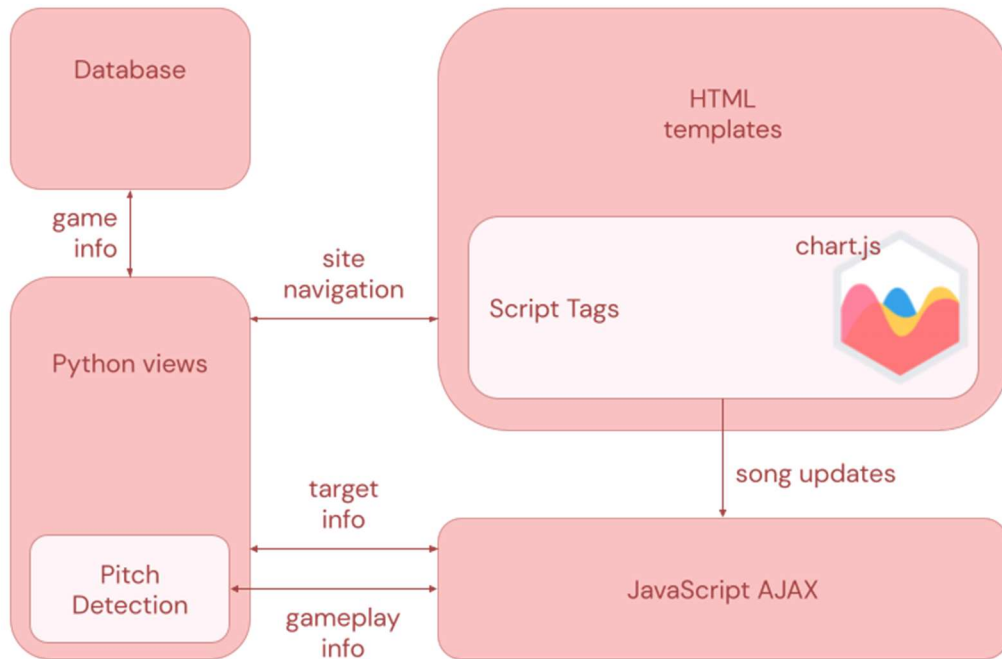 Database
HTML
templates
game
info
chart.js
site
navigation
Script Tags
Python views
song updates
target
info
Pitch
Detection
JavaScript AJAX
gameplay
info